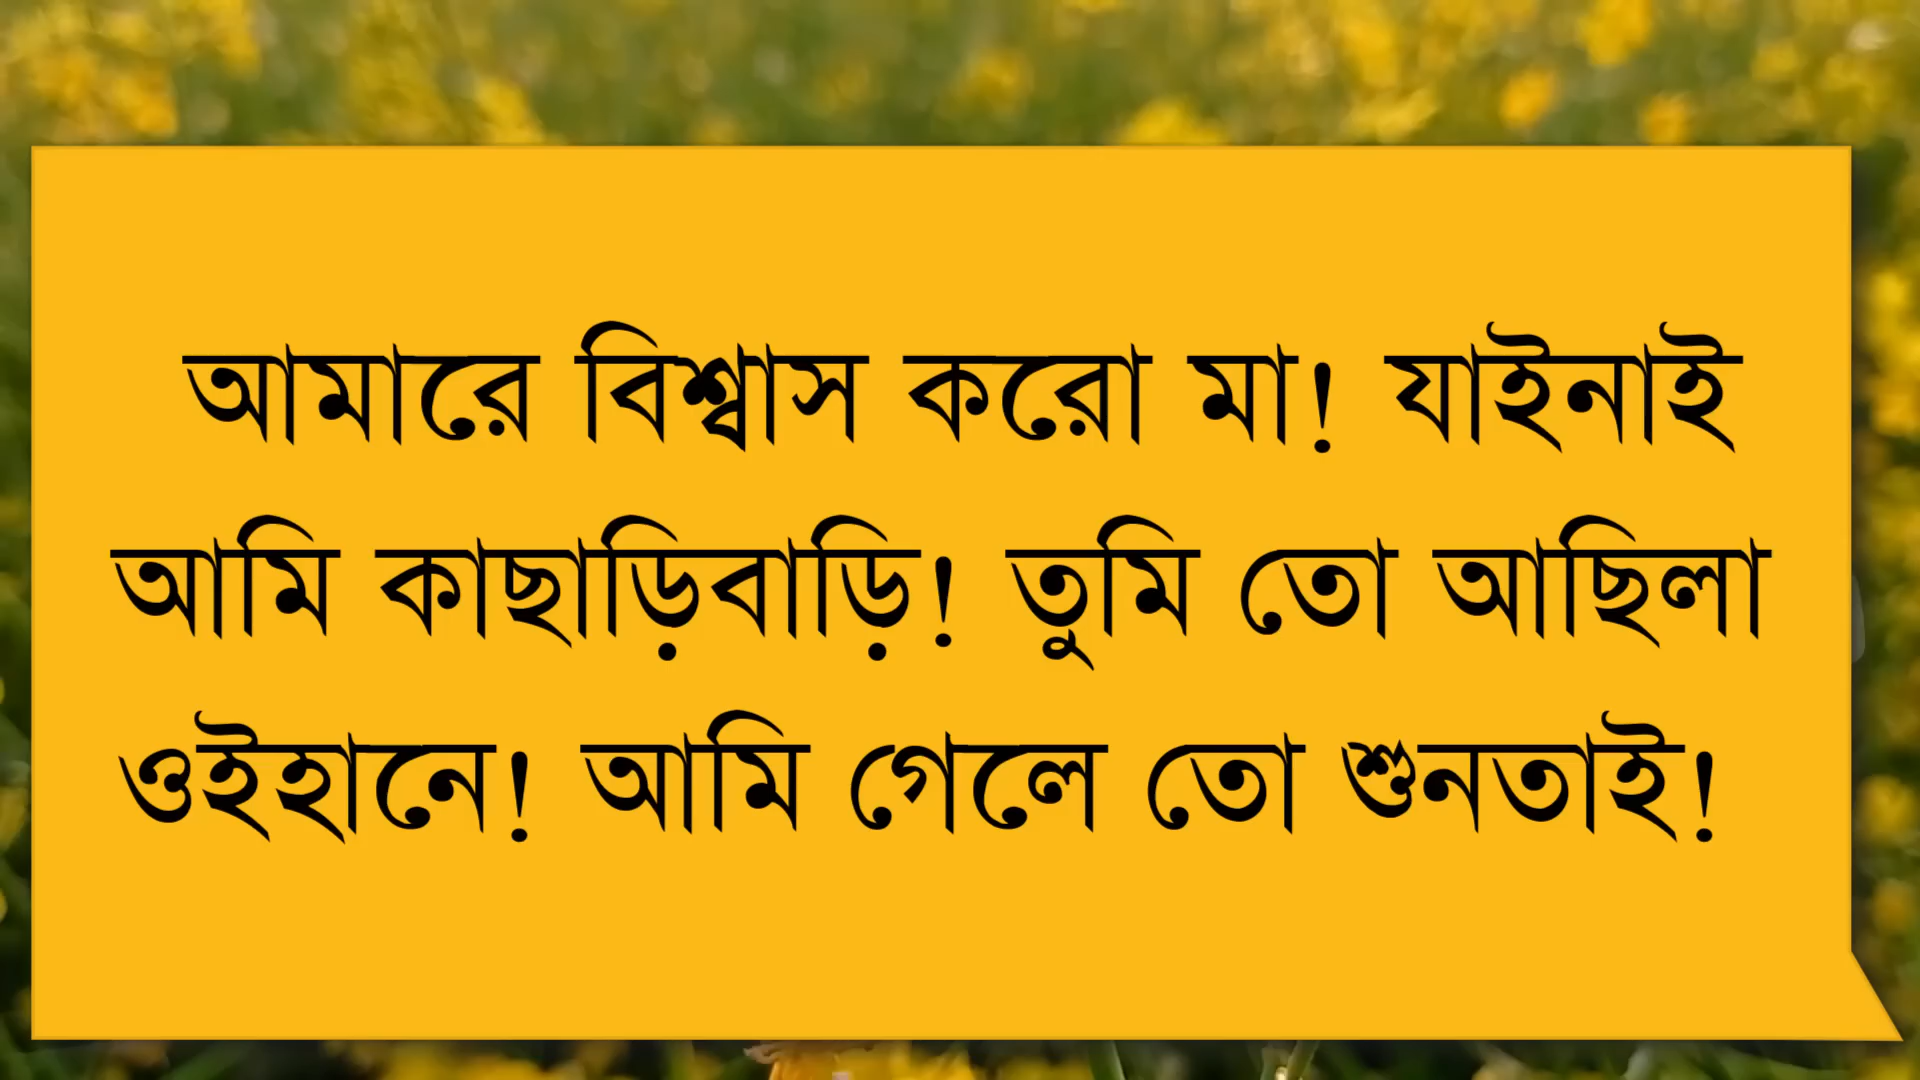 আমারে বিশ্বাস করো মা! যাইনাই
আমি কাছাড়িবাড়ি! তুমি তো আছিলা
ওইহানে! আমি গেলে তো শুনতাই!